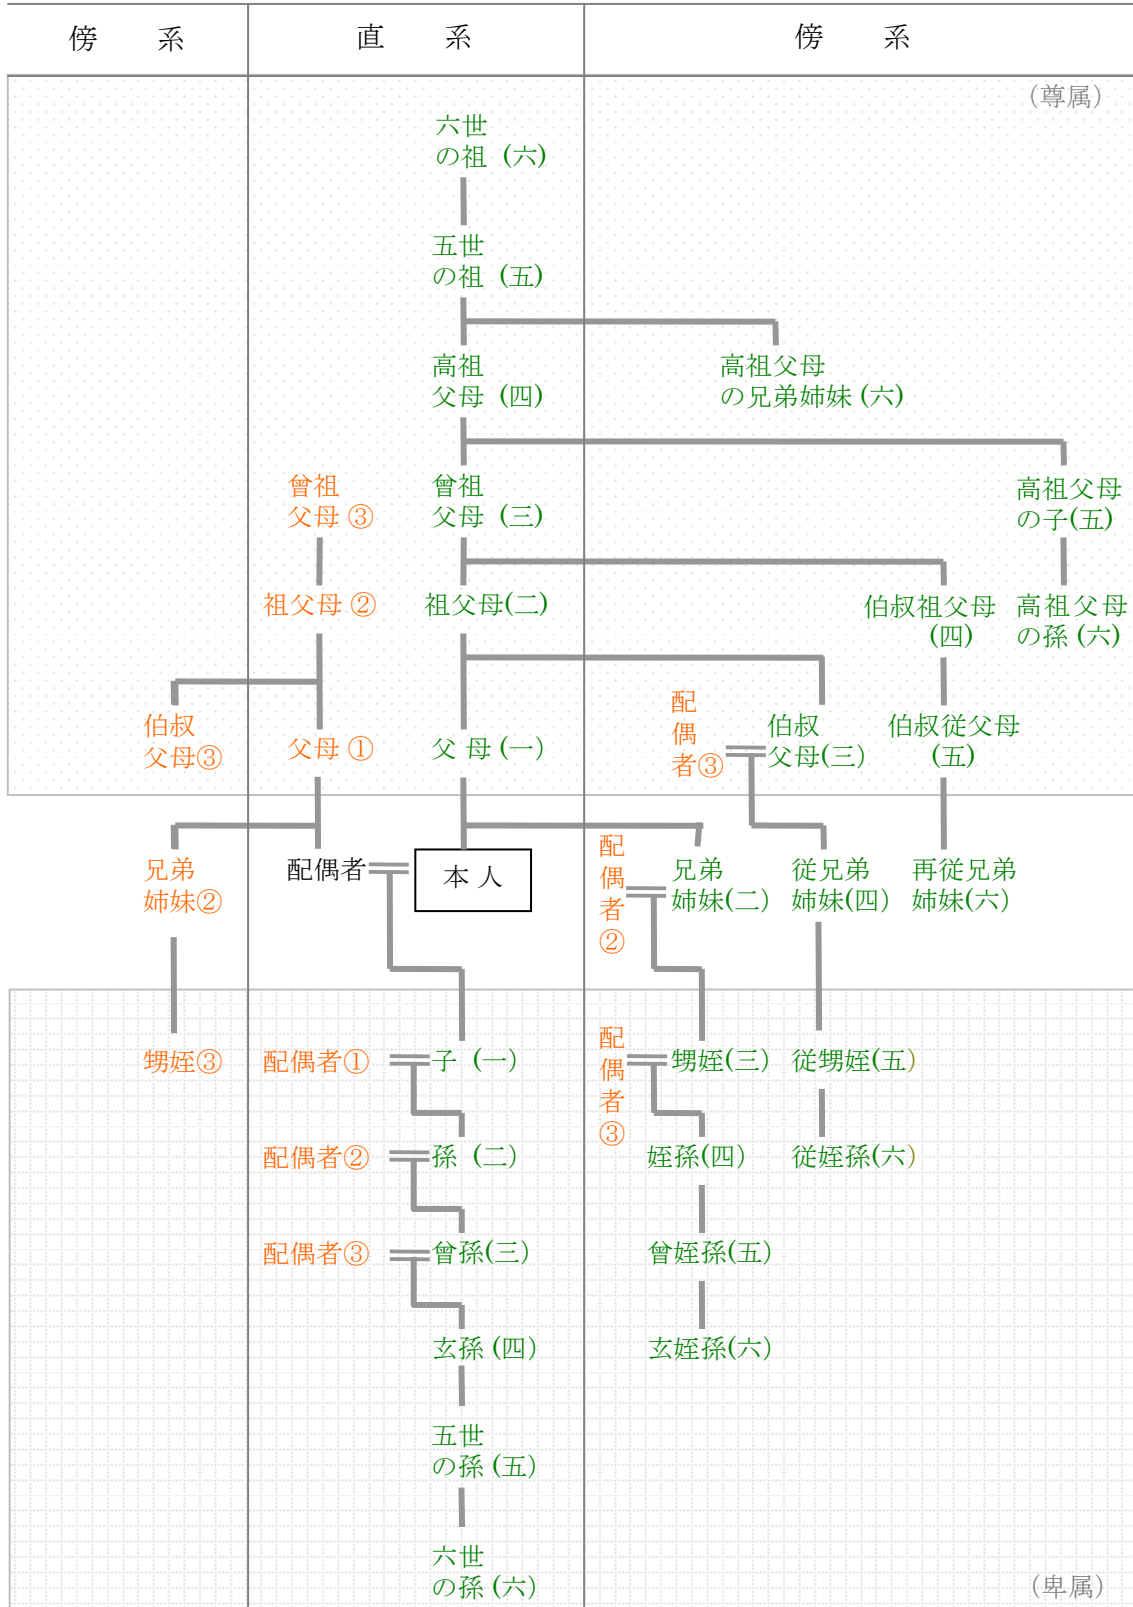 傍　系
直　系
傍　系
（尊属）
六世
の祖 (六)
五世
の祖 (五)
高祖
父母 (四)
高祖父母
の兄弟姉妹 (六)
曾祖
父母 ③
曾祖
父母 (三)
高祖父母
の子(五)
祖父母 ②
祖父母(二)
伯叔祖父母
(四)
高祖父母
の孫 (六)
伯叔
父母③
父母 ①
父 母 (一)
配偶者③
伯叔
父母(三)
伯叔従父母
(五)
兄弟
姉妹②
配偶者
本 人
配偶者②
兄弟
姉妹(二)
従兄弟
姉妹(四)
再従兄弟
姉妹(六)
甥姪③
配偶者①
子 (一)
配偶者③
甥姪(三)
従甥姪(五)
配偶者②
孫 (二)
姪孫(四)
従姪孫(六)
配偶者③
曾孫(三)
曾姪孫(五)
玄孫 (四)
玄姪孫(六)
五世
の孫 (五)
六世
の孫 (六)
（卑属）